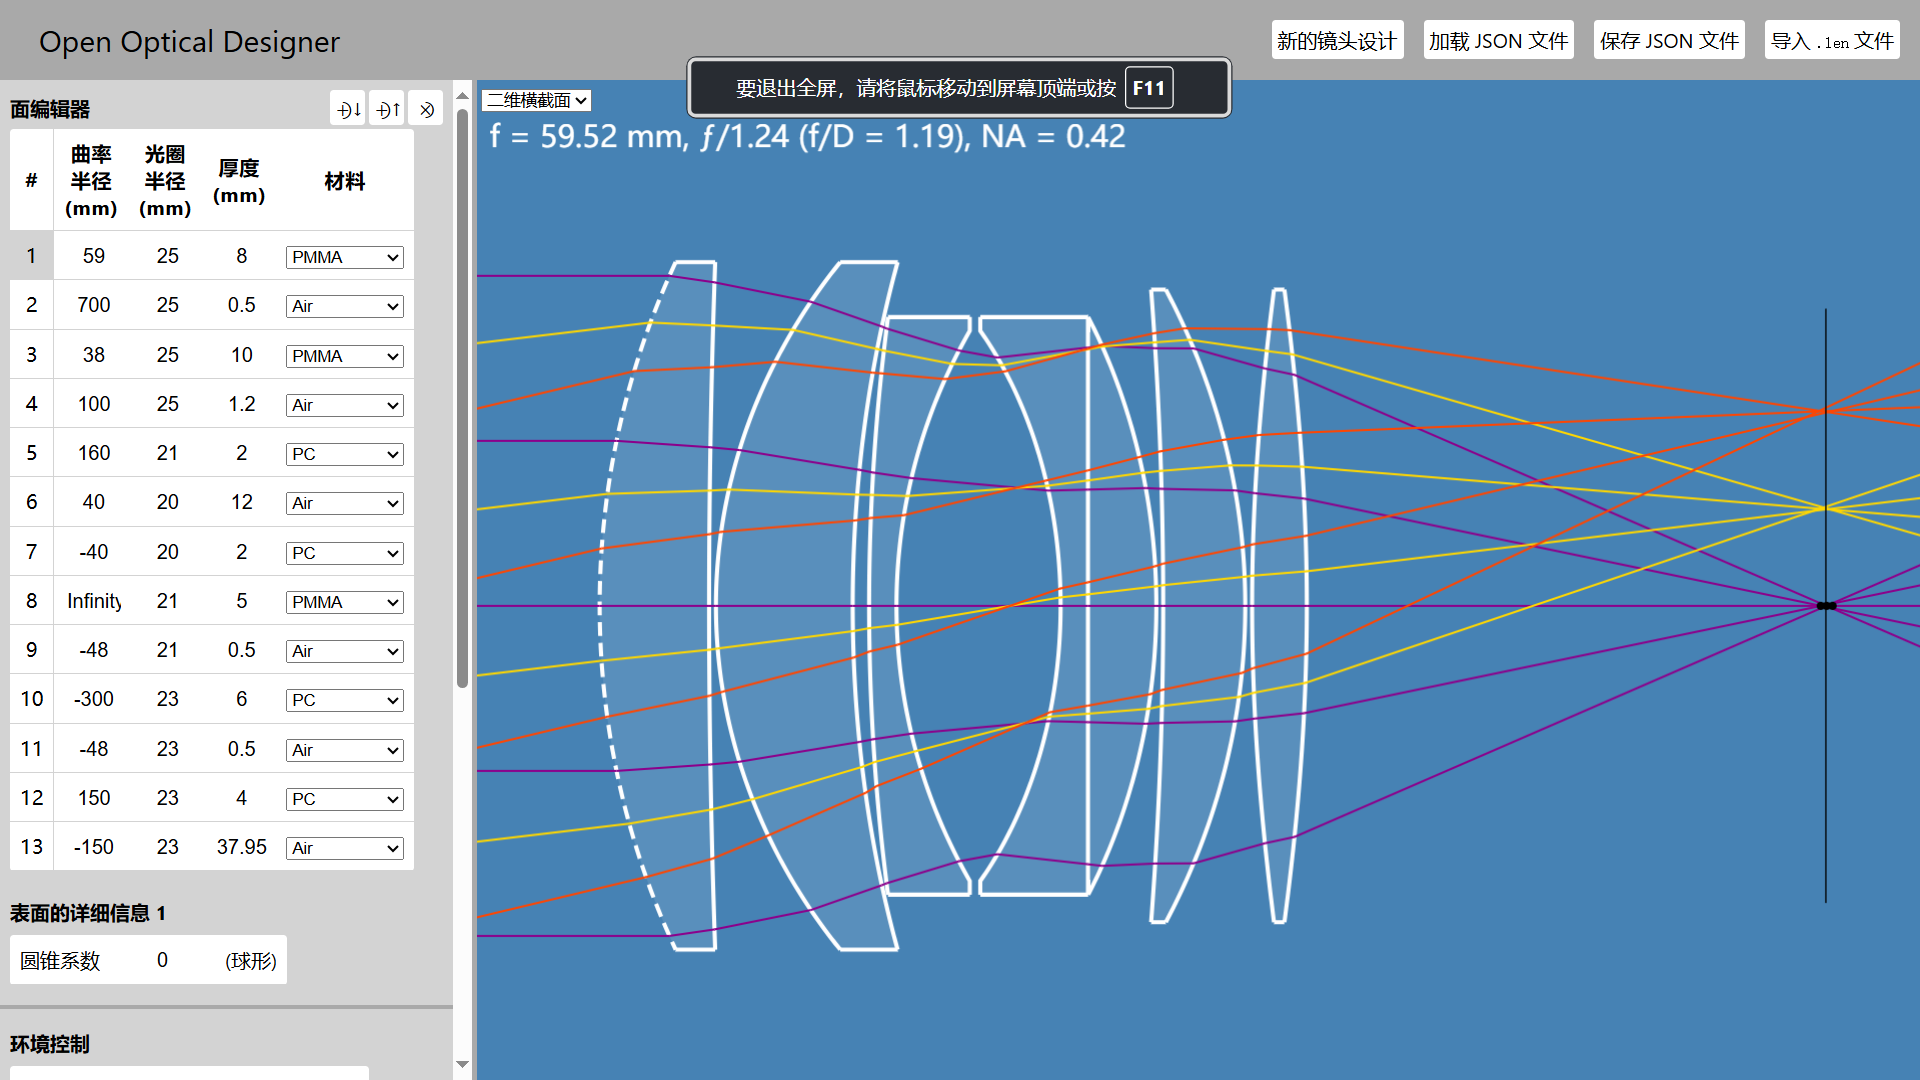 Open Optical Designer
新的镜头设计 加载 JSON 文件 保存 JSON 文件 导入 .len 文件
要退出全屏，请将鼠标移动到屏幕顶端或按 F11
面编辑器
二维横截面
f = 59.52 mm, ƒ/1.24 (f/D = 1.19), NA = 0.42
# 曲率半径 (mm) 光圈半径 (mm) 厚度 (mm) 材料
1 59 25 8 PMMA
2 700 25 0.5 Air
3 38 25 10 PMMA
4 100 25 1.2 Air
5 160 21 2 PC
6 40 20 12 Air
7 -40 20 2 PC
8 Infinity 21 5 PMMA
9 -48 21 0.5 Air
10 -300 23 6 PC
11 -48 23 0.5 Air
12 150 23 4 PC
13 -150 23 37.95 Air
表面的详细信息 1
圆锥系数 0 (球形)
环境控制